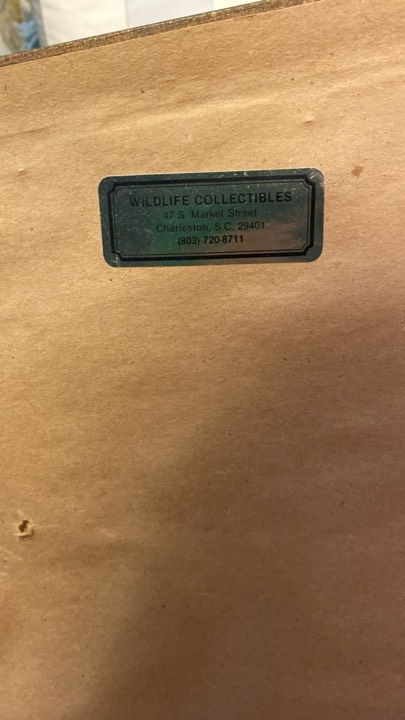 WILDLIFE COLLECTIBLES
47 S. Market Street
Charleston, S.C. 29401
(803) 720-8711